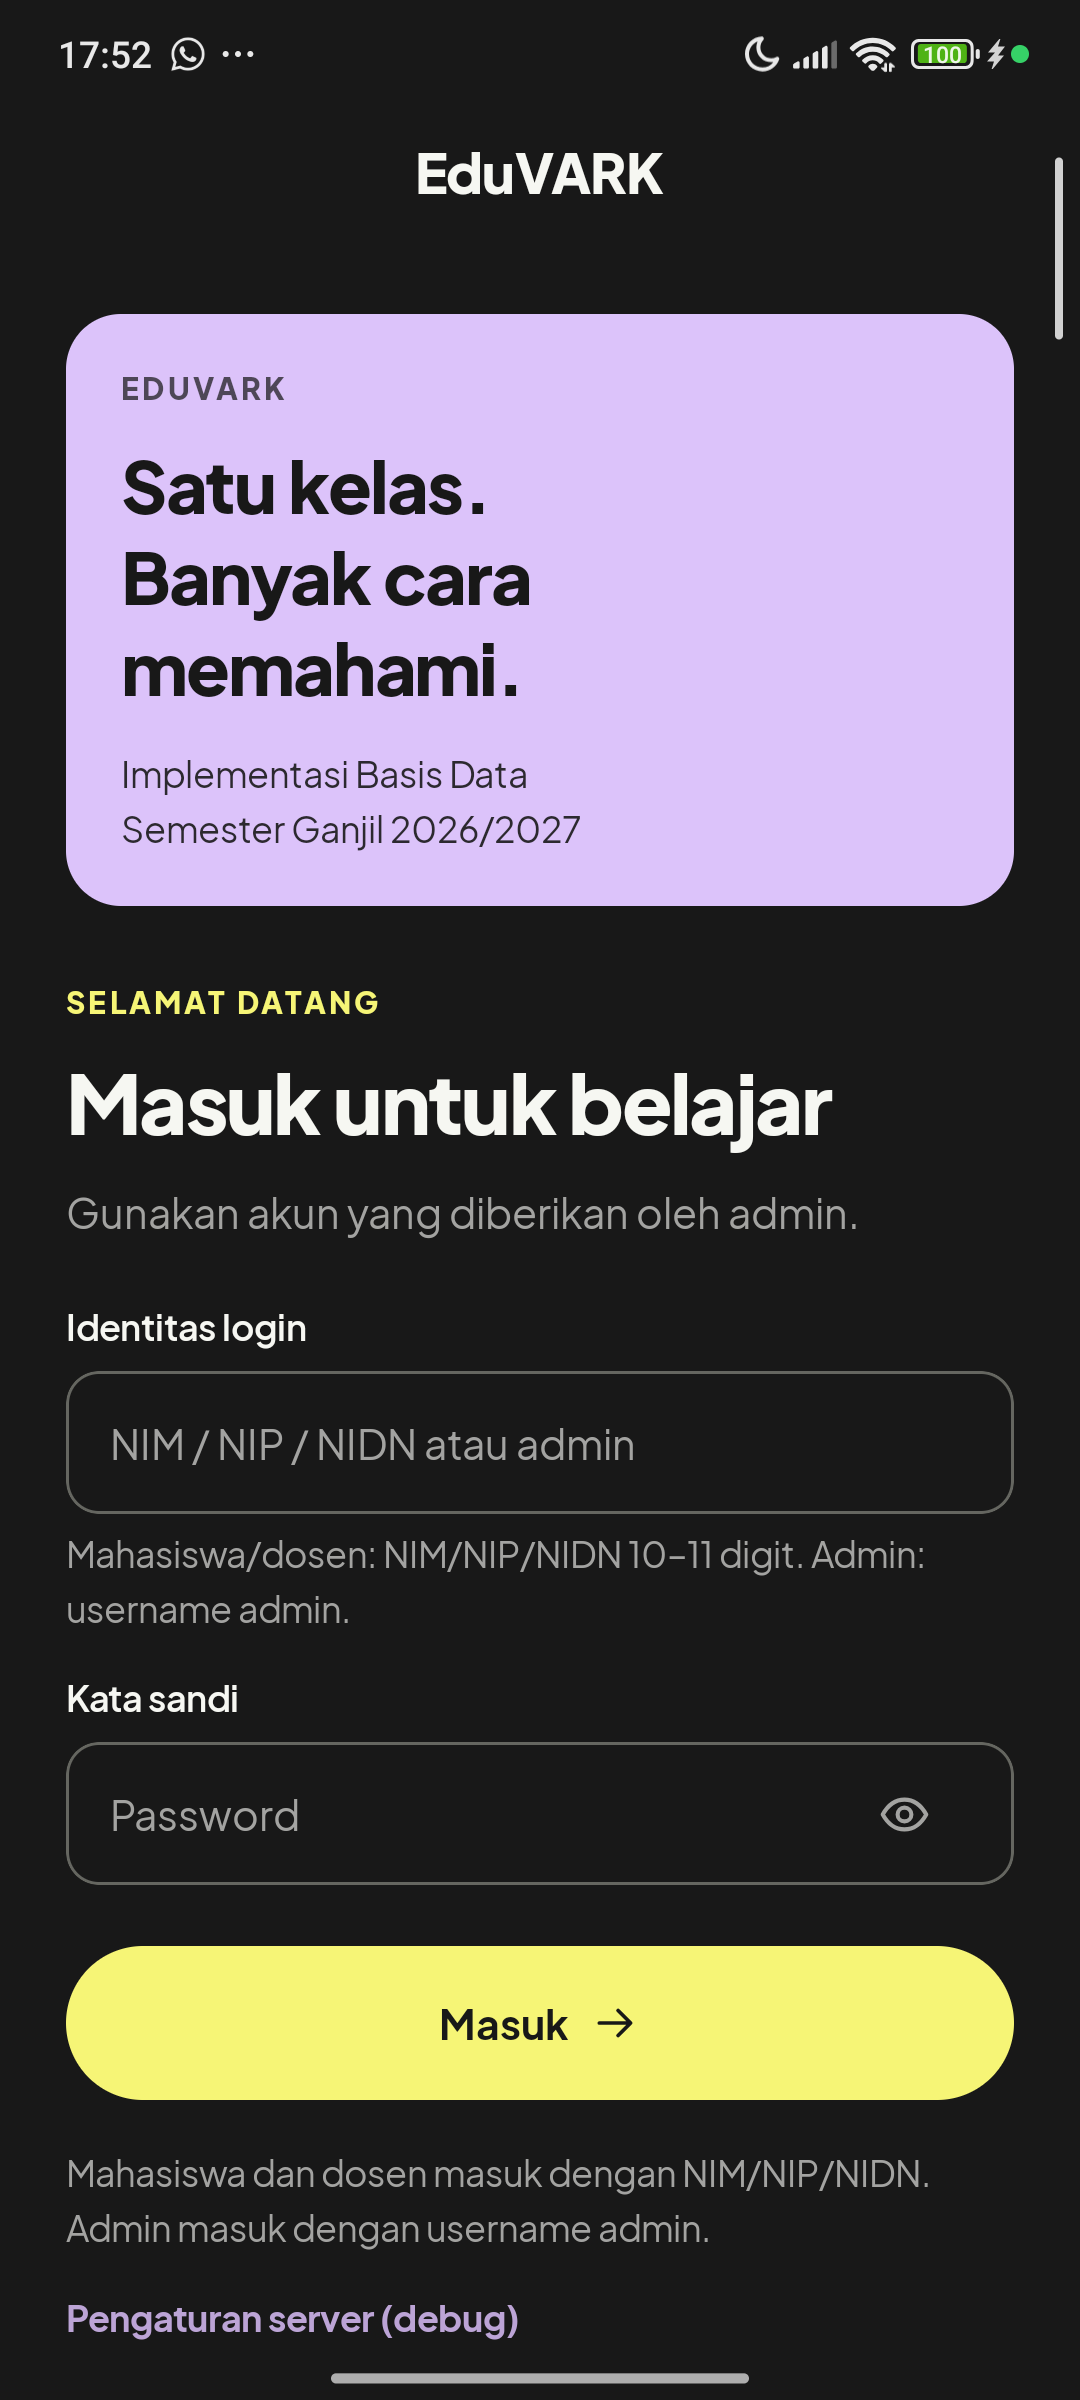 17:52
100
EduVARK
EDUVARK
Satu kelas.
Banyak cara
memahami.
Implementasi Basis Data
Semester Ganjil 2026/2027
SELAMAT DATANG
Masuk untuk belajar
Gunakan akun yang diberikan oleh admin.
Identitas login
NIM / NIP / NIDN atau admin
Mahasiswa/dosen: NIM/NIP/NIDN 10–11 digit. Admin:
username admin.
Kata sandi
Password
Masuk →
Mahasiswa dan dosen masuk dengan NIM/NIP/NIDN.
Admin masuk dengan username admin.
Pengaturan server (debug)